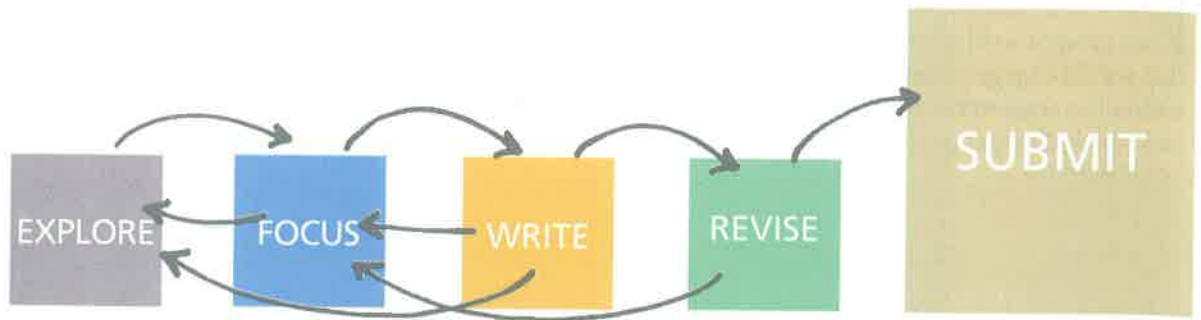 EXPLORE
FOCUS
WRITE
REVISE
SUBMIT